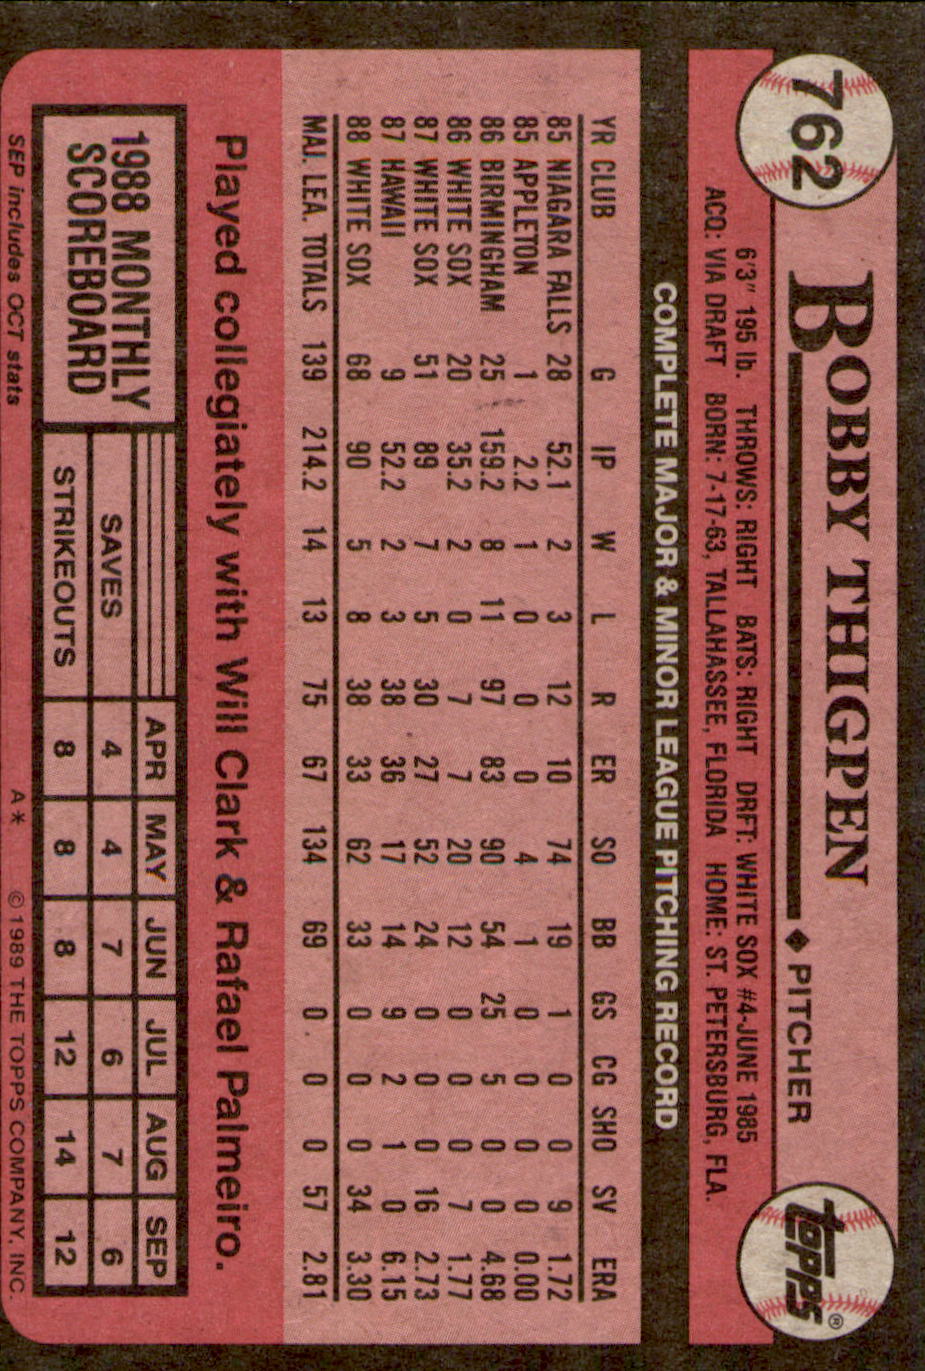 762
BOBBY THIGPEN ♦ PITCHER
topps®
6'3" 195 lb. THROWS: RIGHT BATS: RIGHT DRFT: WHITE SOX #4-JUNE 1985
ACQ: VIA DRAFT BORN: 7-17-63, TALLAHASSEE, FLORIDA HOME: ST. PETERSBURG, FLA.
COMPLETE MAJOR & MINOR LEAGUE PITCHING RECORD
YR CLUB G IP W L R ER SO BB GS CG SHO SV ERA
85 NIAGARA FALLS 28 52.1 2 3 12 10 74 19 1 0 0 9 1.72
85 APPLETON 1 2.2 1 0 0 0 4 1 0 0 0 0 0.00
86 BIRMINGHAM 25 159.2 8 11 97 83 90 54 25 5 0 0 4.68
86 WHITE SOX 20 35.2 2 0 7 7 20 12 0 0 0 7 1.77
87 WHITE SOX 51 89 7 5 30 27 52 24 0 0 0 16 2.73
87 HAWAII 9 52.2 2 3 38 36 17 14 9 2 1 0 6.15
88 WHITE SOX 68 90 5 8 38 33 62 33 0 0 0 34 3.30
MAJ. LEA. TOTALS 139 214.2 14 13 75 67 134 69 0 0 0 57 2.81
Played collegiately with Will Clark & Rafael Palmeiro.
1988 MONTHLY
SCOREBOARD
APR MAY JUN JUL AUG SEP
SAVES 4 4 7 6 7 6
STRIKEOUTS 8 8 8 12 14 12
SEP includes OCT stats
A* © 1989 THE TOPPS COMPANY, INC.